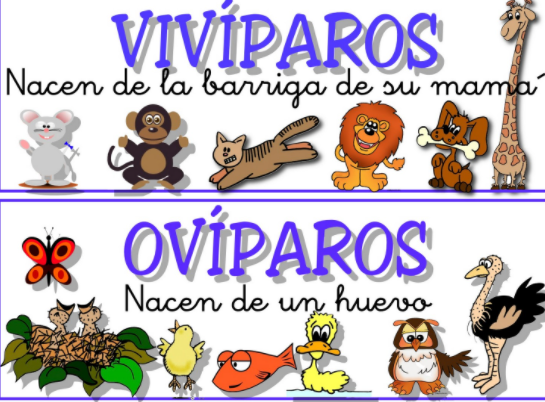 VIVÍPAROS
Nacen de la barriga de su mamá
OVÍPAROS
Nacen de un huevo